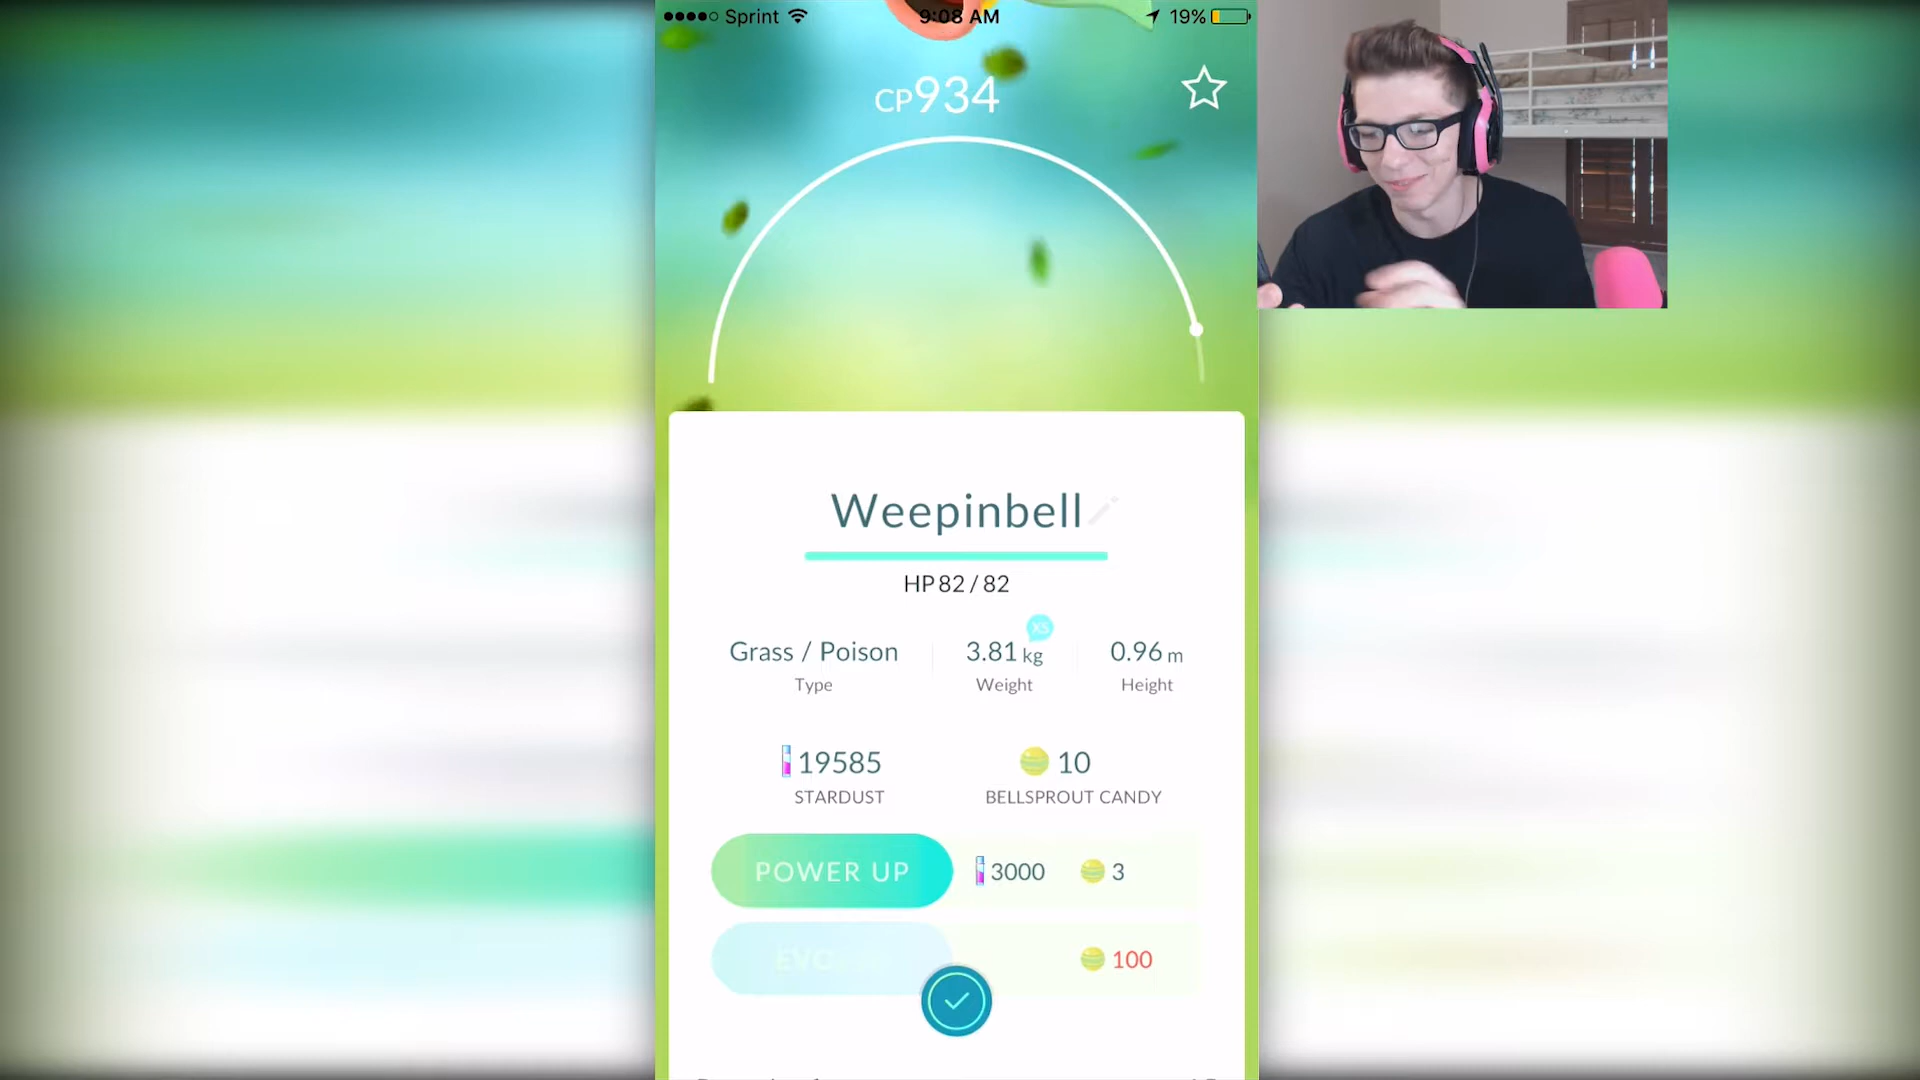 Sprint 9:08 AM 19%
CP934
Weepinbell
HP 82 / 82
XS
Grass / Poison 3.81 kg 0.96 m
Type Weight Height
19585 10
STARDUST BELLSPROUT CANDY
POWER UP 3000 3
100